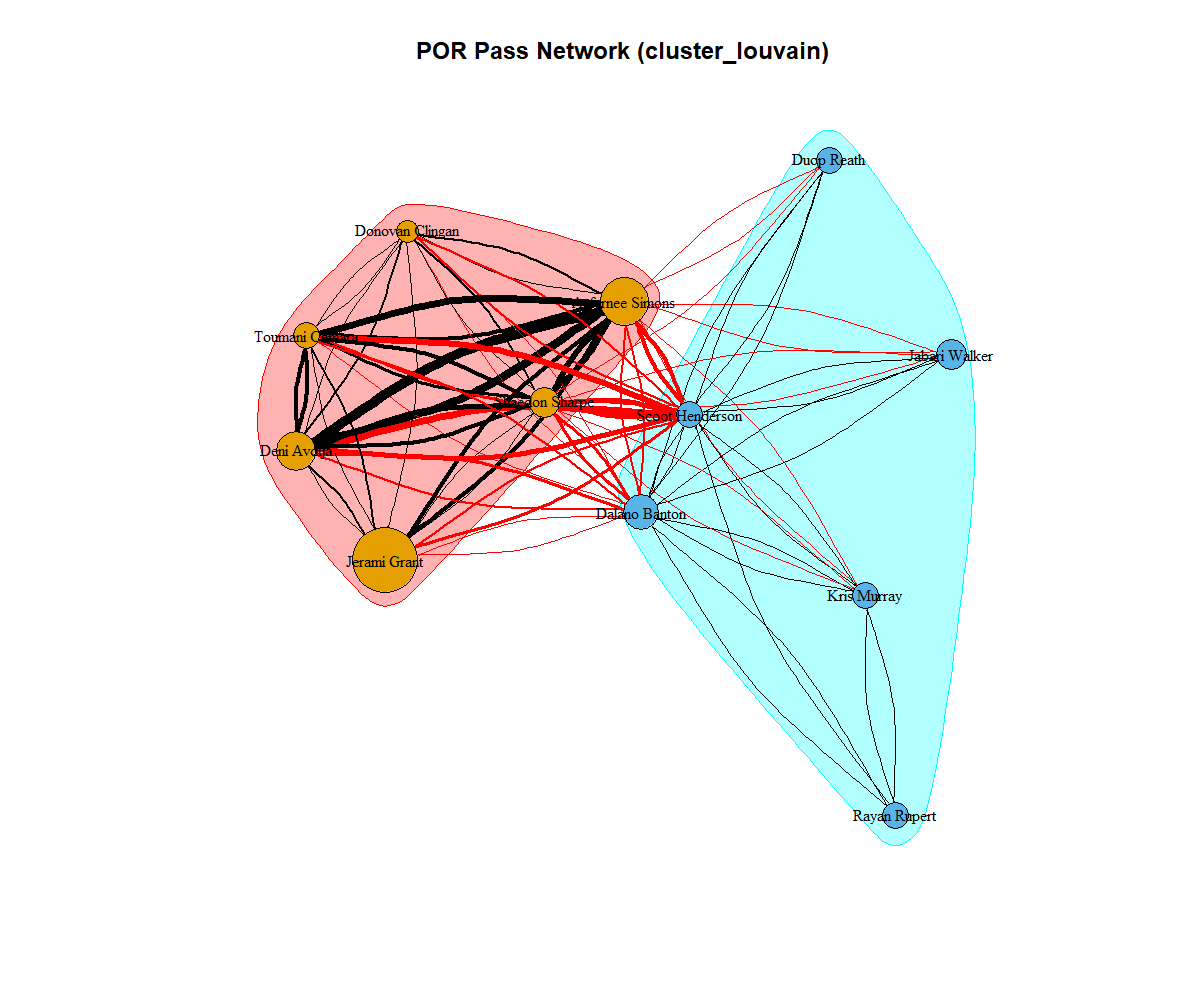 POR Pass Network (cluster_louvain)
Duop Reath
Donovan Clingan
Anfernee Simons
Toumani Camara
Jabari Walker
Shaedon Sharpe
Scoot Henderson
Deni Avdija
Dalano Banton
Jerami Grant
Kris Murray
Rayan Rupert